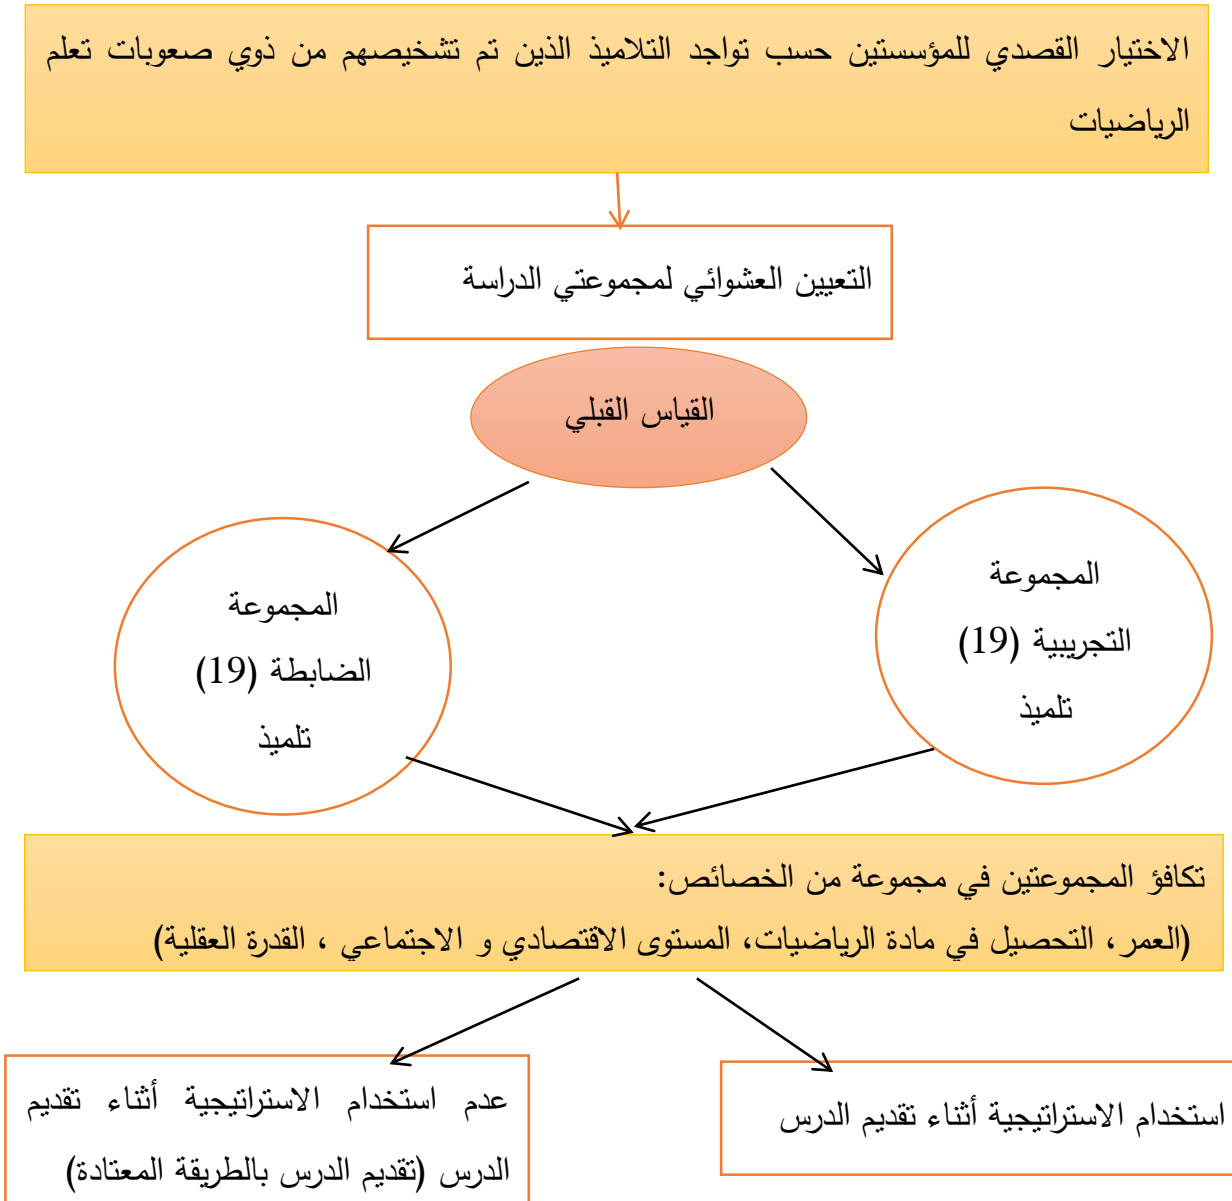 الاختيار القصدي للمؤسستين حسب تواجد التلاميذ الذين تم تشخيصهم من ذوي صعوبات تعلم
الرياضيات
التعيين العشوائي لمجموعتي الدراسة
القياس القبلي
المجموعة
التجريبية (19)
تلميذ
المجموعة
الضابطة (19)
تلميذ
تكافؤ المجموعتين في مجموعة من الخصائص:
(العمر، التحصيل في مادة الرياضيات، المستوى الاقتصادي و الاجتماعي ، القدرة العقلية)
استخدام الاستراتيجية أثناء تقديم الدرس
عدم استخدام الاستراتيجية أثناء تقديم
الدرس (تقديم الدرس بالطريقة المعتادة)